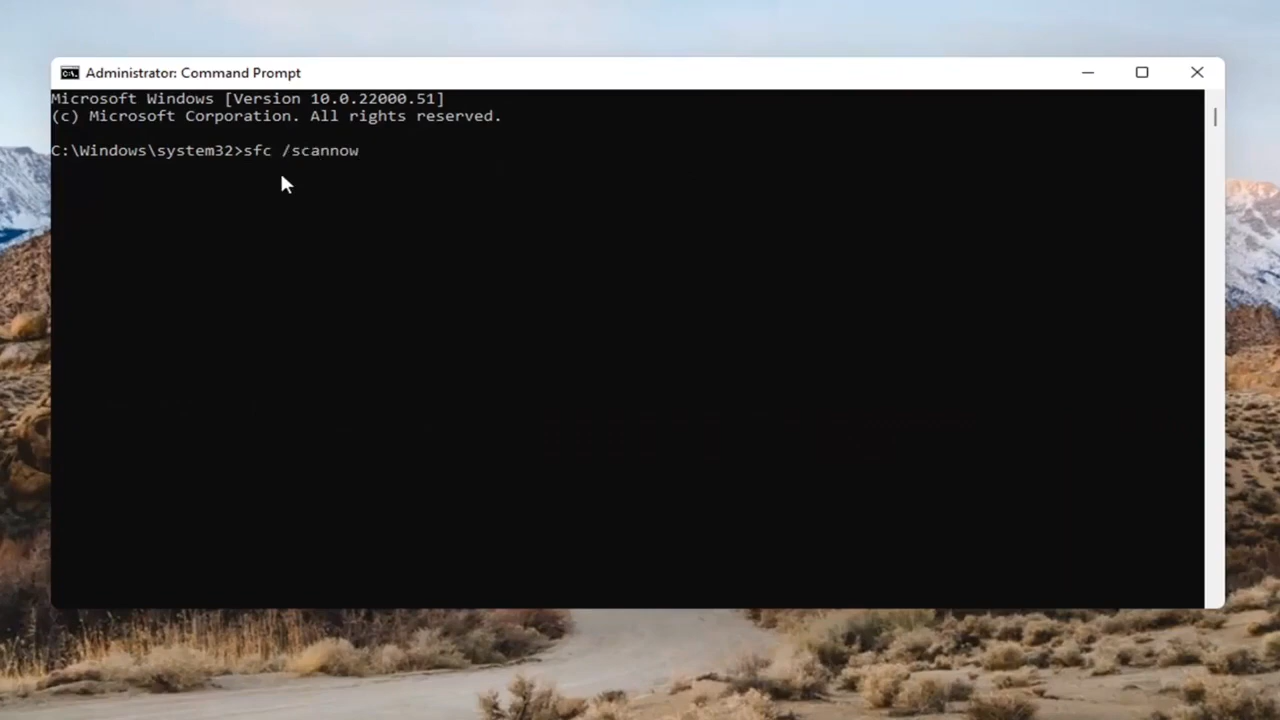 Administrator: Command Prompt
Microsoft Windows [Version 10.0.22000.51]
(c) Microsoft Corporation. All rights reserved.
C:\Windows\system32>sfc /scannow